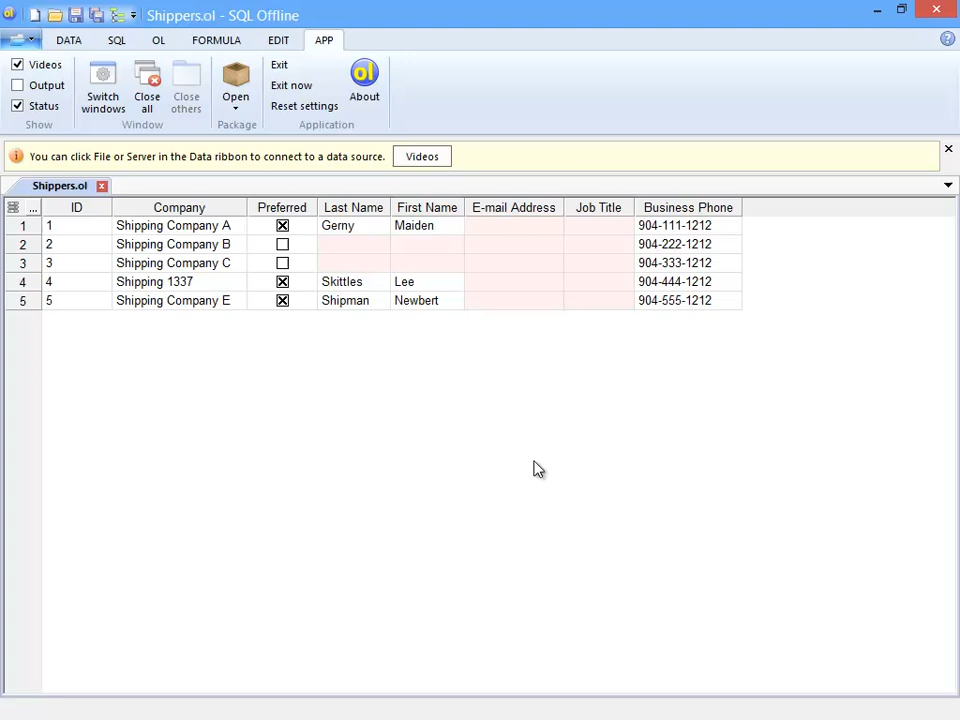 ol Shippers.ol - SQL Offline
DATA SQL OL FORMULA EDIT APP
Videos
Output
Status
Show
Switch windows
Close all
Close others
Window
Open
Package
Exit
Exit now
Reset settings
ol
About
Application
You can click File or Server in the Data ribbon to connect to a data source. Videos
Shippers.ol
... ID Company Preferred Last Name First Name E-mail Address Job Title Business Phone
1 1 Shipping Company A Gerny Maiden 904-111-1212
2 2 Shipping Company B 904-222-1212
3 3 Shipping Company C 904-333-1212
4 4 Shipping 1337 Skittles Lee 904-444-1212
5 5 Shipping Company E Shipman Newbert 904-555-1212